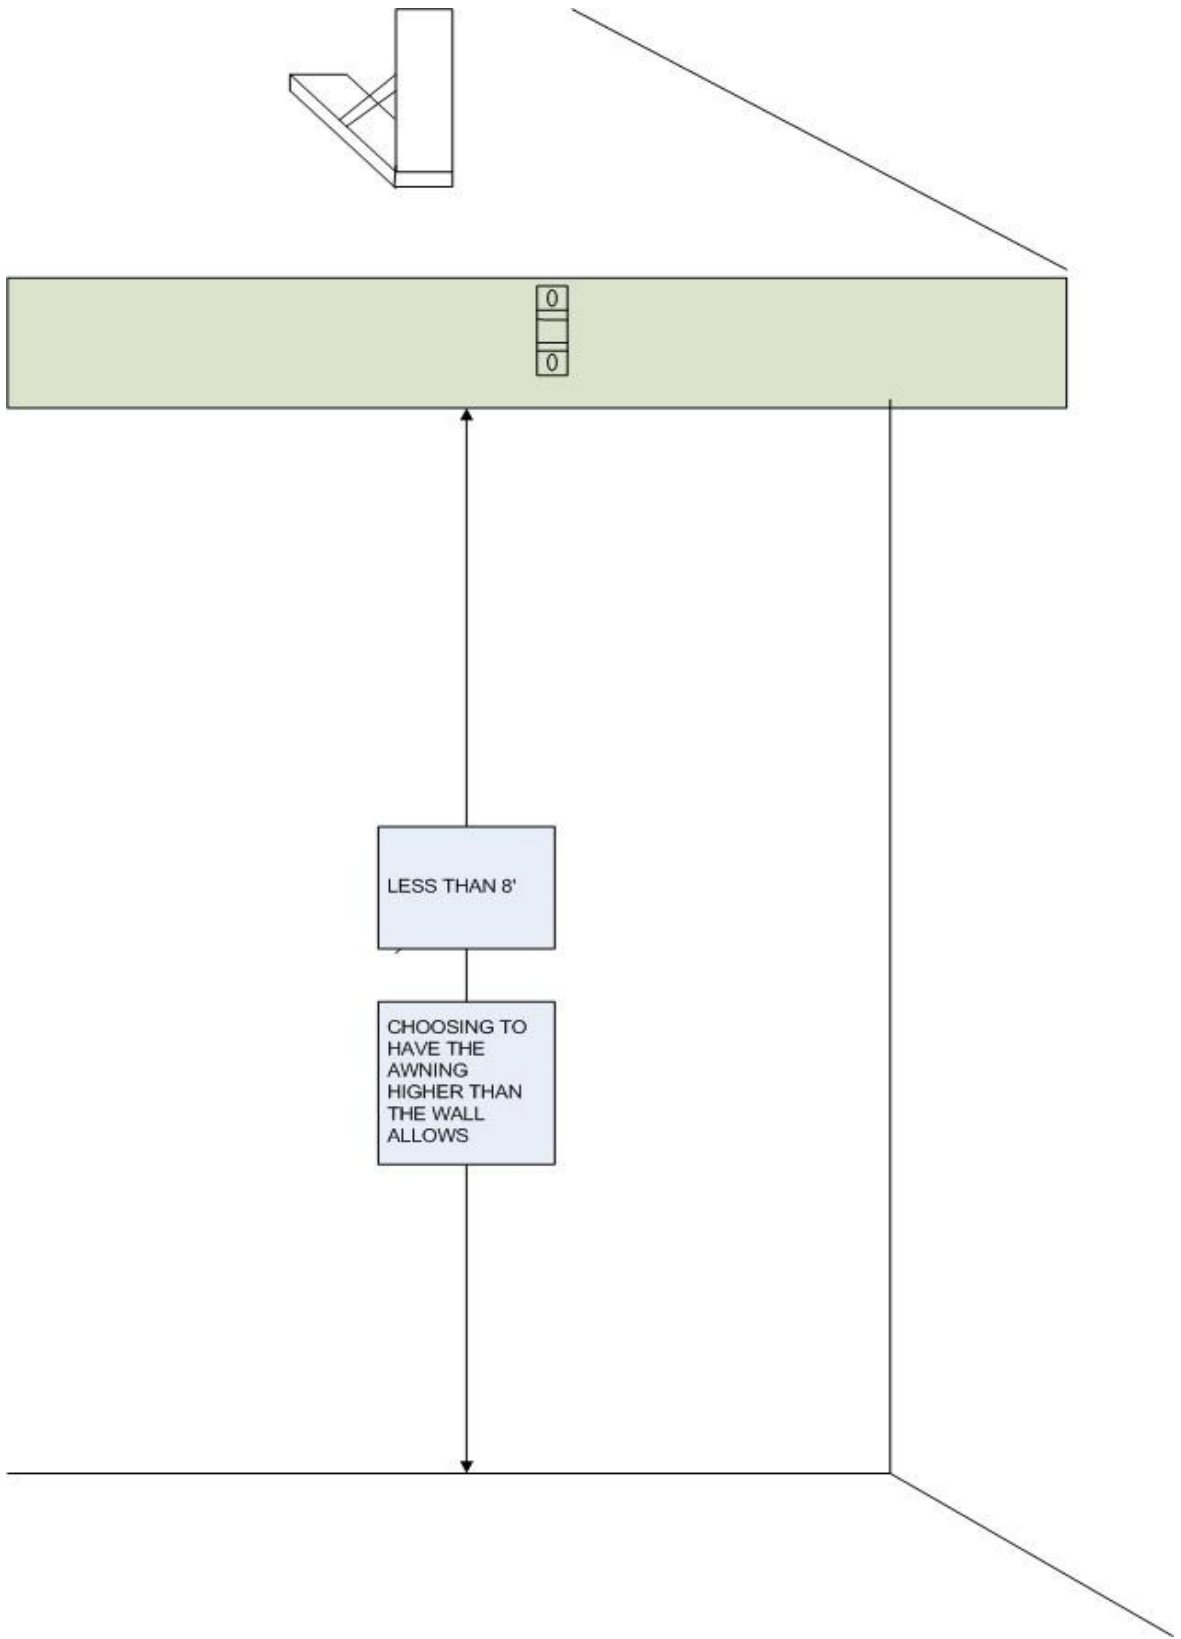 LESS THAN 8'
CHOOSING TO
HAVE THE
AWNING
HIGHER THAN
THE WALL
ALLOWS